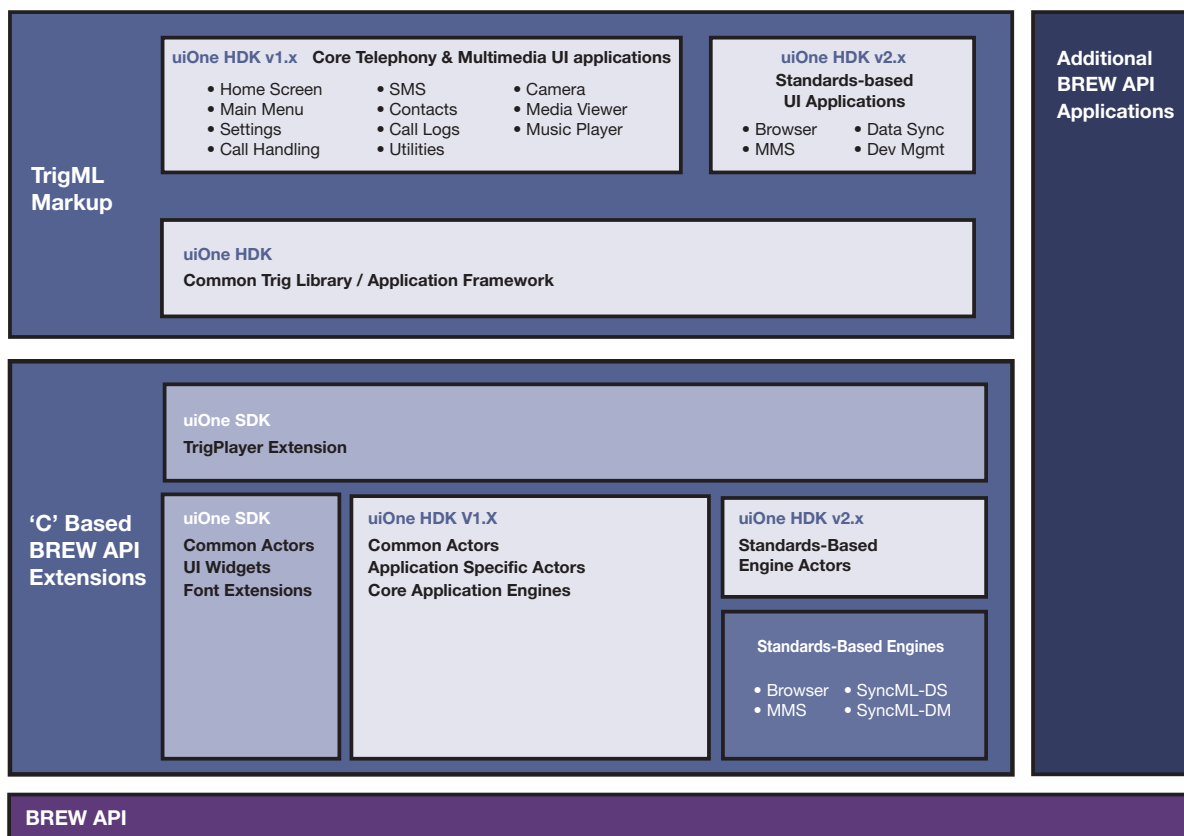 uiOne HDK v1.x Core Telephony & Multimedia UI applications
• Home Screen
• Main Menu
• Settings
• Call Handling
• SMS
• Contacts
• Call Logs
• Utilities
• Camera
• Media Viewer
• Music Player
uiOne HDK v2.x
Standards-based
UI Applications
• Browser
• MMS
• Data Sync
• Dev Mgmt
Additional
BREW API
Applications
TrigML
Markup
uiOne HDK
Common Trig Library / Application Framework
uiOne SDK
TrigPlayer Extension
‘C’ Based
BREW API
Extensions
uiOne SDK
Common Actors
UI Widgets
Font Extensions
uiOne HDK V1.X
Common Actors
Application Specific Actors
Core Application Engines
uiOne HDK v2.x
Standards-Based
Engine Actors
Standards-Based Engines
• Browser
• MMS
• SyncML-DS
• SyncML-DM
BREW API